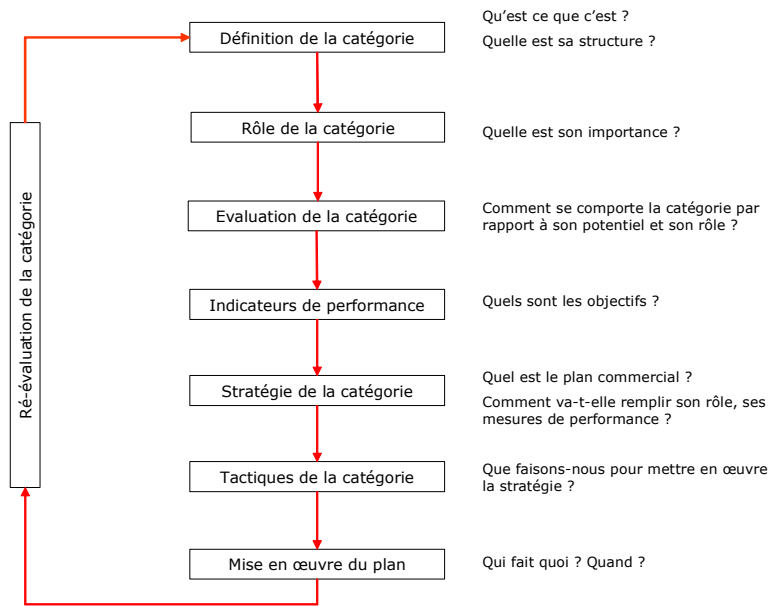 Qu'est ce que c'est ?
Définition de la catégorie
Quelle est sa structure ?
Rôle de la catégorie
Quelle est son importance ?
Evaluation de la catégorie
Comment se comporte la catégorie par
rapport à son potentiel et son rôle ?
Indicateurs de performance
Quels sont les objectifs ?
Stratégie de la catégorie
Quel est le plan commercial ?
Comment va-t-elle remplir son rôle, ses
mesures de performance ?
Tactiques de la catégorie
Que faisons-nous pour mettre en œuvre
la stratégie ?
Mise en œuvre du plan
Qui fait quoi ? Quand ?
Ré-évaluation de la catégorie